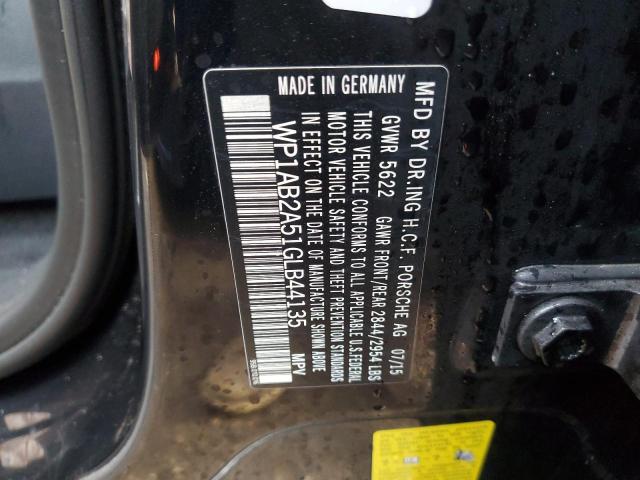 MADE IN GERMANY
MFD BY DR.ING H.C.F. PORSCHE AG 07/15
GVWR 5622 GAWR FRONT/REAR 2844/2954 LBS
THIS VEHICLE CONFORMS TO ALL APPLICABLE U.S.FEDERAL
MOTOR VEHICLE SAFETY AND THEFT PREVENTION STANDARDS
IN EFFECT ON THE DATE OF MANUFACTURE SHOWN ABOVE
WP1AB2A51GLB44135 MPV